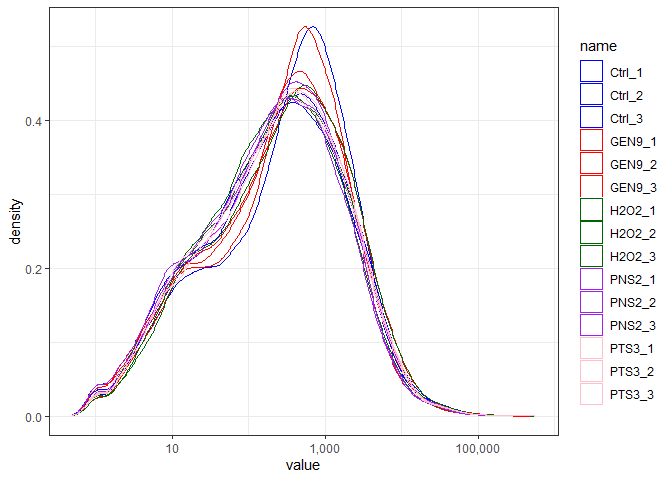 name
Ctrl_1
Ctrl_2
Ctrl_3
GEN9_1
GEN9_2
GEN9_3
H2O2_1
H2O2_2
H2O2_3
PNS2_1
PNS2_2
PNS2_3
PTS3_1
PTS3_2
PTS3_3
density
0.4
0.2
0.0
10
1,000
100,000
value